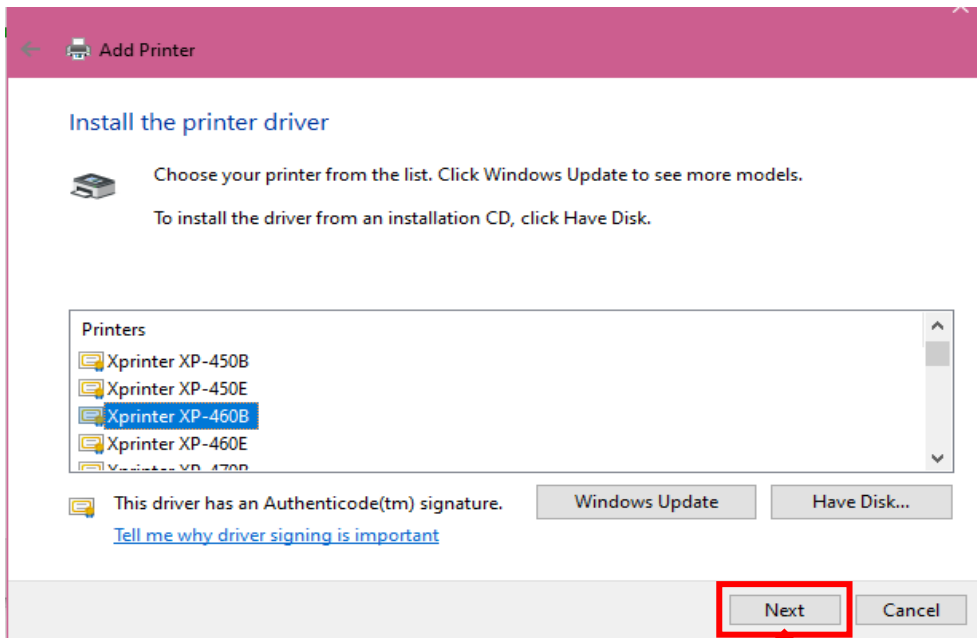 Add Printer
Install the printer driver
Choose your printer from the list. Click Windows Update to see more models.
To install the driver from an installation CD, click Have Disk.
Printers
Xprinter XP-450B
Xprinter XP-450E
Xprinter XP-460B
Xprinter XP-460E
Xprinter XP-470B
This driver has an Authenticode(tm) signature.
Windows Update
Have Disk...
Tell me why driver signing is important
Next
Cancel